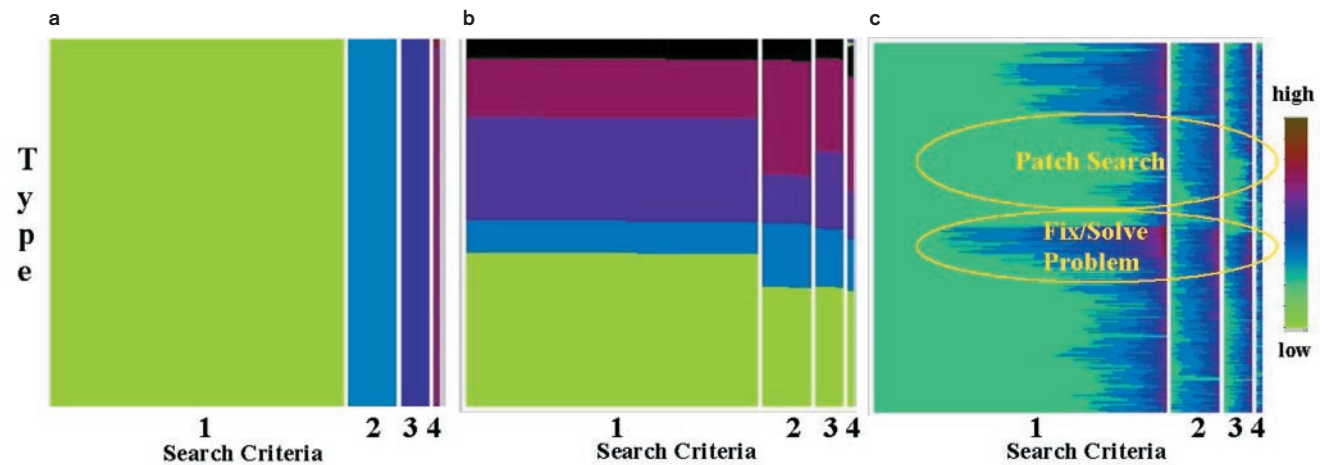 a
b
c
T
y
p
e
1 2 3 4
Search Criteria
1 2 3 4
Search Criteria
Patch Search
Fix/Solve
Problem
1 2 3 4
Search Criteria
high
low